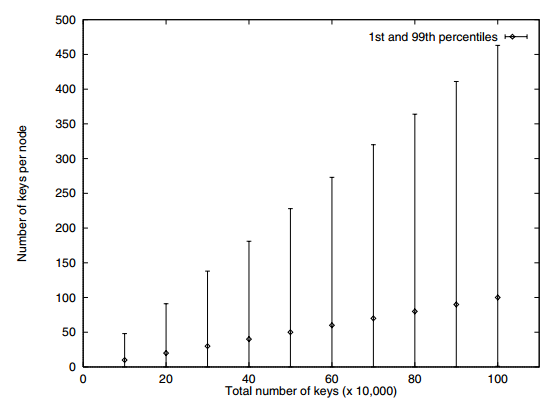 500
450
400
350
300
250
200
150
100
50
0
Number of keys per node
1st and 99th percentiles
0 20 40 60 80 100
Total number of keys (x 10,000)